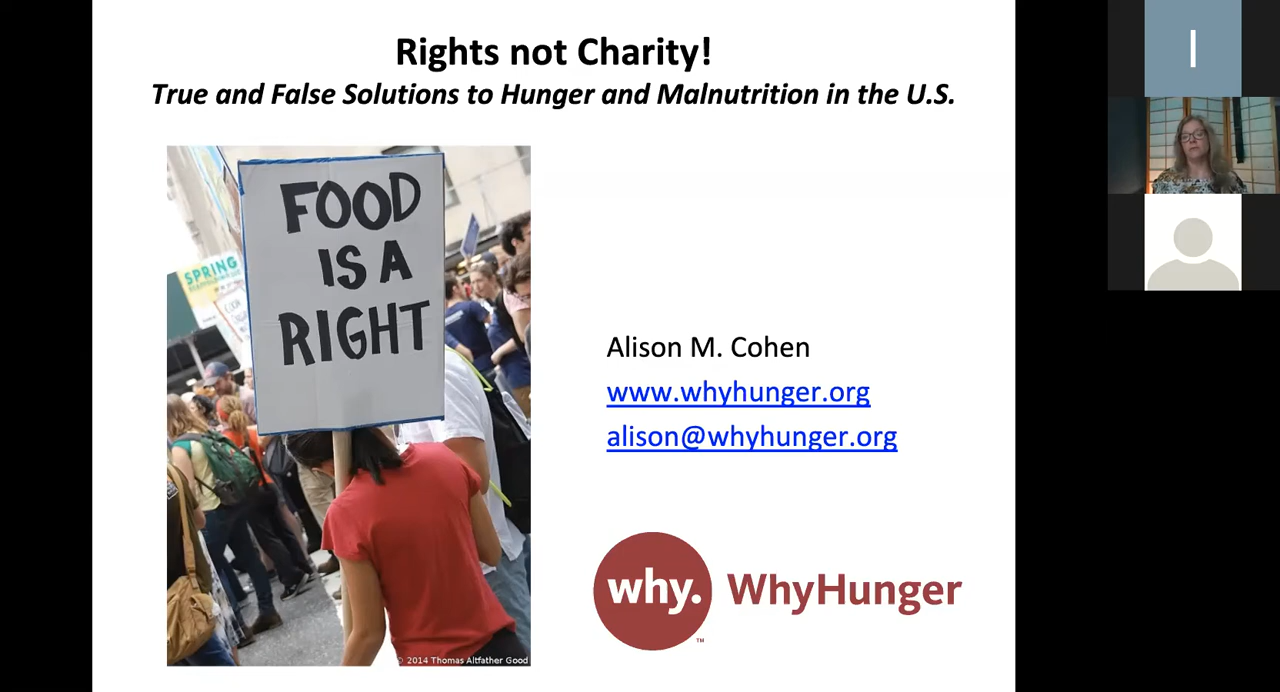 Rights not Charity!
True and False Solutions to Hunger and Malnutrition in the U.S.
FOOD
IS A
RIGHT
SPRING
© 2014 Thomas Altfather Good
Alison M. Cohen
www.whyhunger.org
alison@whyhunger.org
why.
WhyHunger
TM
I